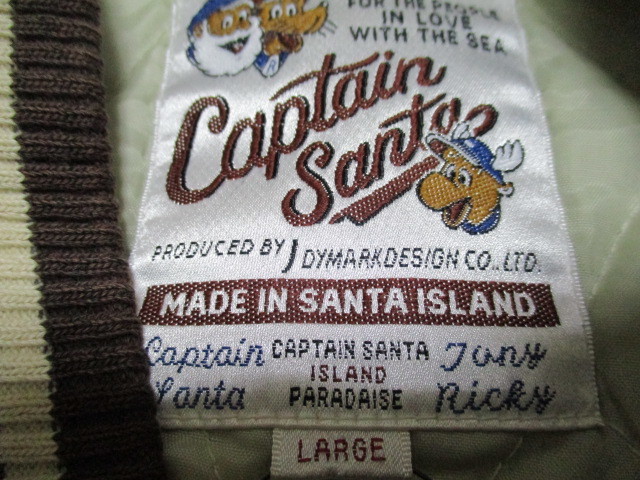 FOR THE PEOPLE
IN LOVE
WITH THE SEA
Captain
Santa
PRODUCED BY J DYMARKDESIGN CO., LTD.
MADE IN SANTA ISLAND
Captain CAPTAIN SANTA Tony
ISLAND
Santa PARADAISE Ricky
LARGE